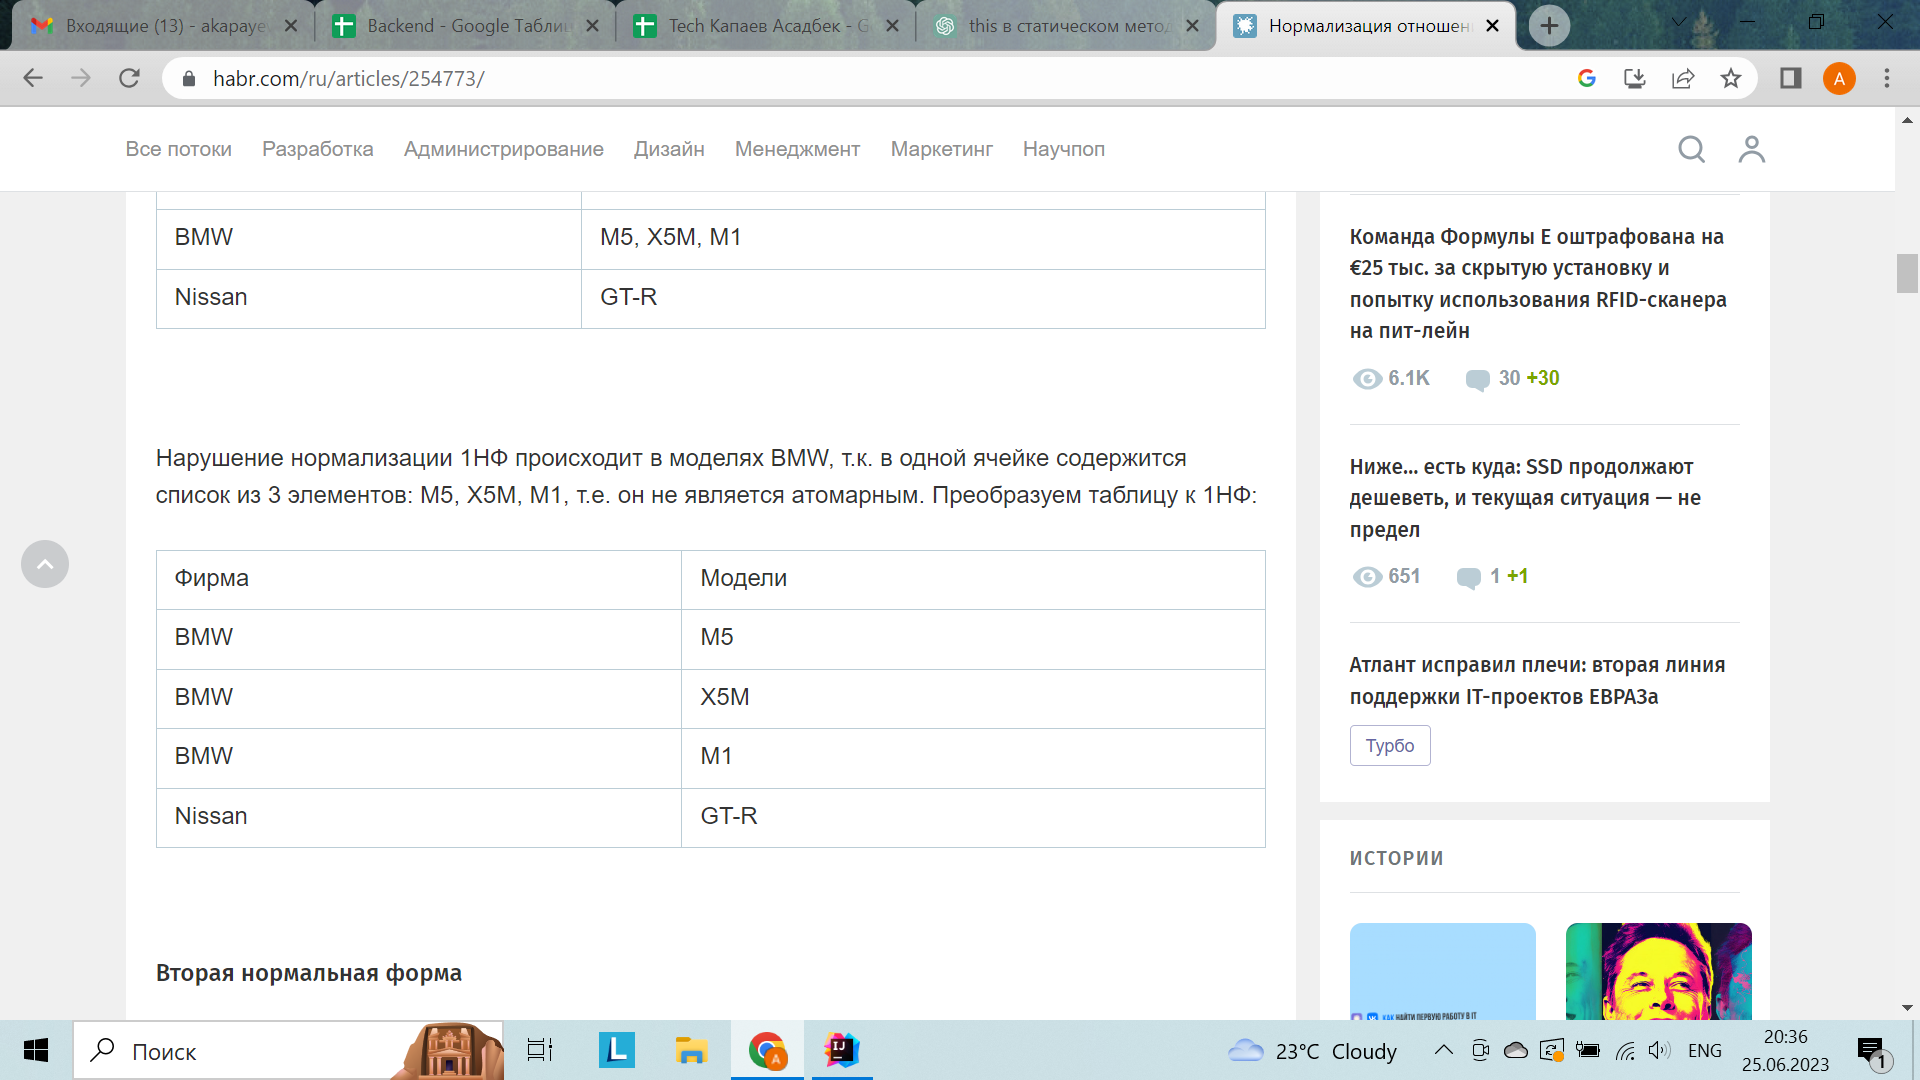 Входящие (13) - akapaye
Backend - Google Таблиц
Tech Капаев Асадбек - G
this в статическом метод
Нормализация отношен
habr.com/ru/articles/254773/
A
Все потоки Разработка Администрирование Дизайн Менеджмент Маркетинг Научпоп
BMW M5, X5M, M1
Nissan GT-R
Нарушение нормализации 1НФ происходит в моделях BMW, т.к. в одной ячейке содержится
список из 3 элементов: M5, X5M, M1, т.е. он не является атомарным. Преобразуем таблицу к 1НФ:
Фирма Модели
BMW M5
BMW X5M
BMW M1
Nissan GT-R
Вторая нормальная форма
Команда Формулы E оштрафована на
€25 тыс. за скрытую установку и
попытку использования RFID-сканера
на пит-лейн
6.1K 30 +30
Ниже... есть куда: SSD продолжают
дешеветь, и текущая ситуация — не
предел
651 1 +1
Атлант исправил плечи: вторая линия
поддержки IT-проектов ЕВРАЗа
Турбо
ИСТОРИИ
КАК НАЙТИ ПЕРВУЮ РАБОТУ В IT
Поиск
L
A
IJ
23°C Cloudy
ENG
20:36
25.06.2023
1